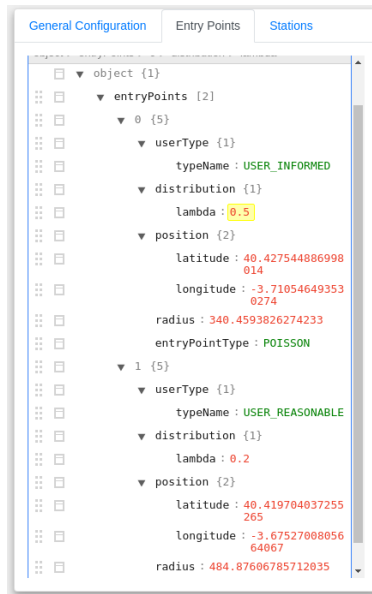 General Configuration Entry Points Stations
object {1}
entryPoints [2]
0 {5}
userType {1}
typeName : USER_INFORMED
distribution {1}
lambda : 0.5
position {2}
latitude : 40.427544886998
014
longitude : -3.71054649353
0274
radius : 340.4593826274233
entryPointType : POISSON
1 {5}
userType {1}
typeName : USER_REASONABLE
distribution {1}
lambda : 0.2
position {2}
latitude : 40.419704037255
265
longitude : -3.67527008056
64067
radius : 484.87606785712035